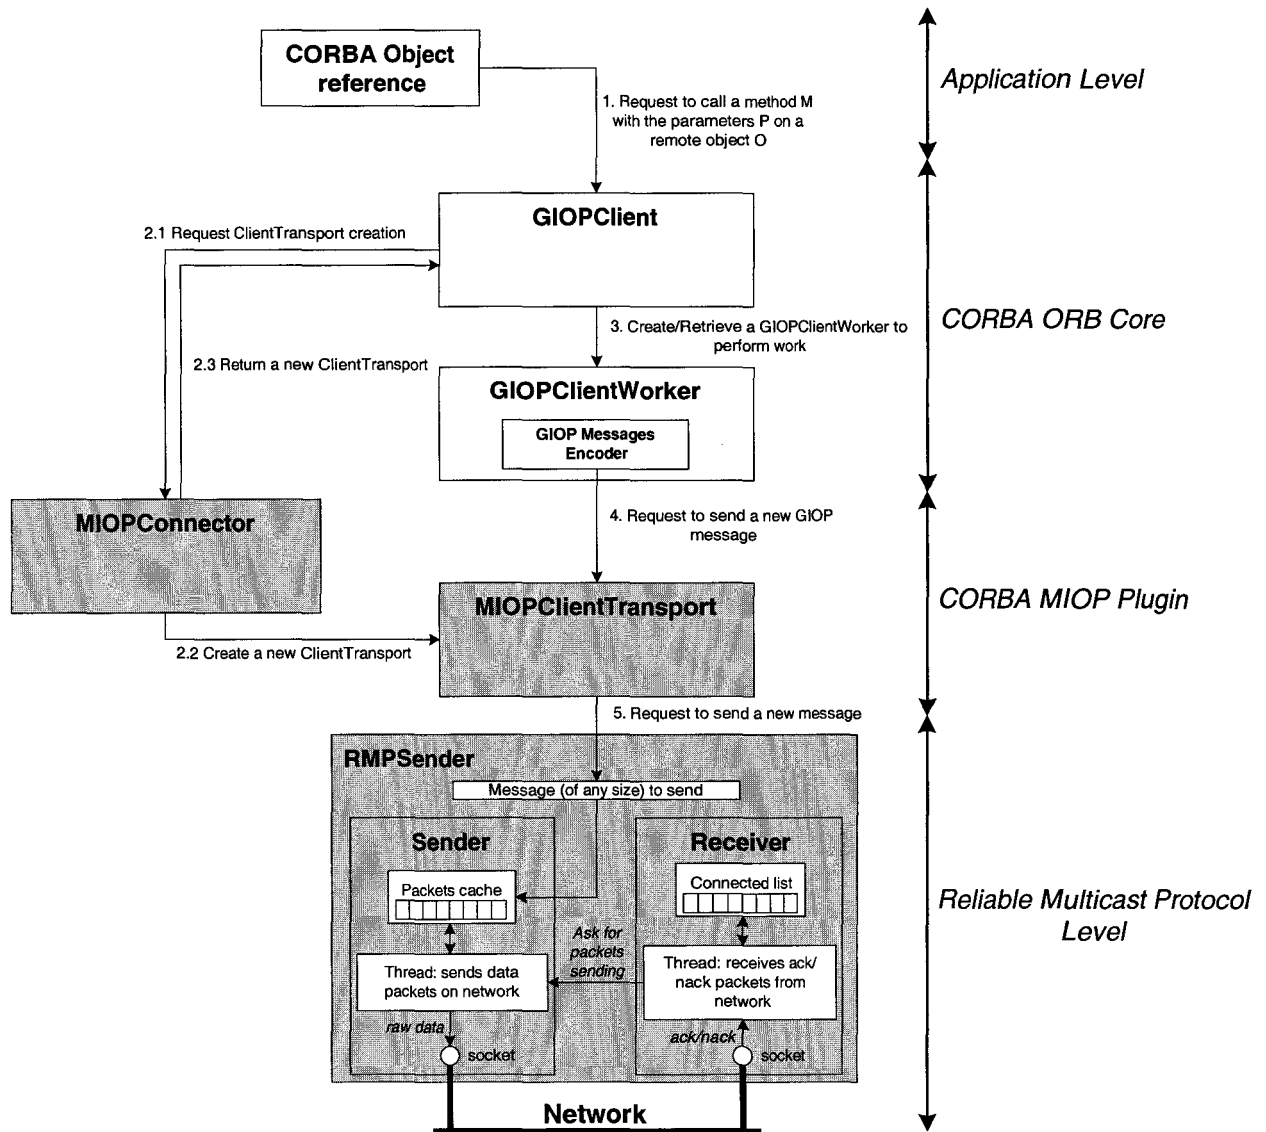 CORBA Object
reference
Application Level
1. Request to call a method M
with the parameters P on a
remote object O
GIOPClient
2.1 Request ClientTransport creation
CORBA ORB Core
3. Create/Retrieve a GIOPClientWorker to
perform work
2.3 Return a new ClientTransport
GIOPClientWorker
GIOP Messages
Encoder
MIOPConnector
4. Request to send a new GIOP
message
MIOPClientTransport
CORBA MIOP Plugin
2.2 Create a new ClientTransport
5. Request to send a new message
RMPSender
Message (of any size) to send
Sender
Receiver
Packets cache
Connected list
Reliable Multicast Protocol
Level
Ask for
packets
sending
Thread: sends data
packets on network
Thread: receives ack/
nack packets from
network
raw data
ack/nack
socket
socket
Network